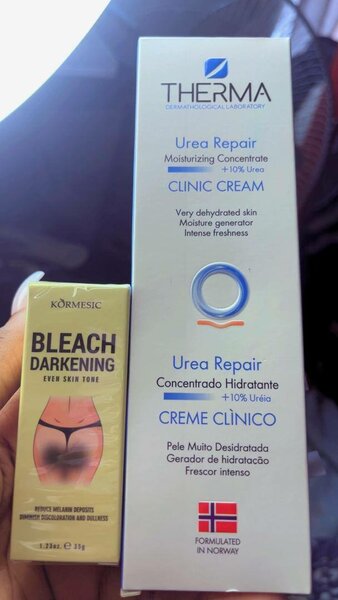 KÖRMESIC
BLEACH
DARKENING
EVEN SKIN TONE
REDUCE MELANIN DEPOSITS
DIMINISH DISCOLORATION AND DULLNESS
1.23oz. ℮ 35g
THERMA
DERMATHOLOGICAL LABORATORY
Urea Repair
Moisturizing Concentrate
+10% Urea
CLINIC CREAM
Very dehydrated skin
Moisture generator
Intense freshness
Urea Repair
Concentrado Hidratante
+10% Uréia
CREME CLÌNICO
Pele Muito Desidratada
Gerador de hidratacão
Frescor intenso
FORMULATED
IN NORWAY